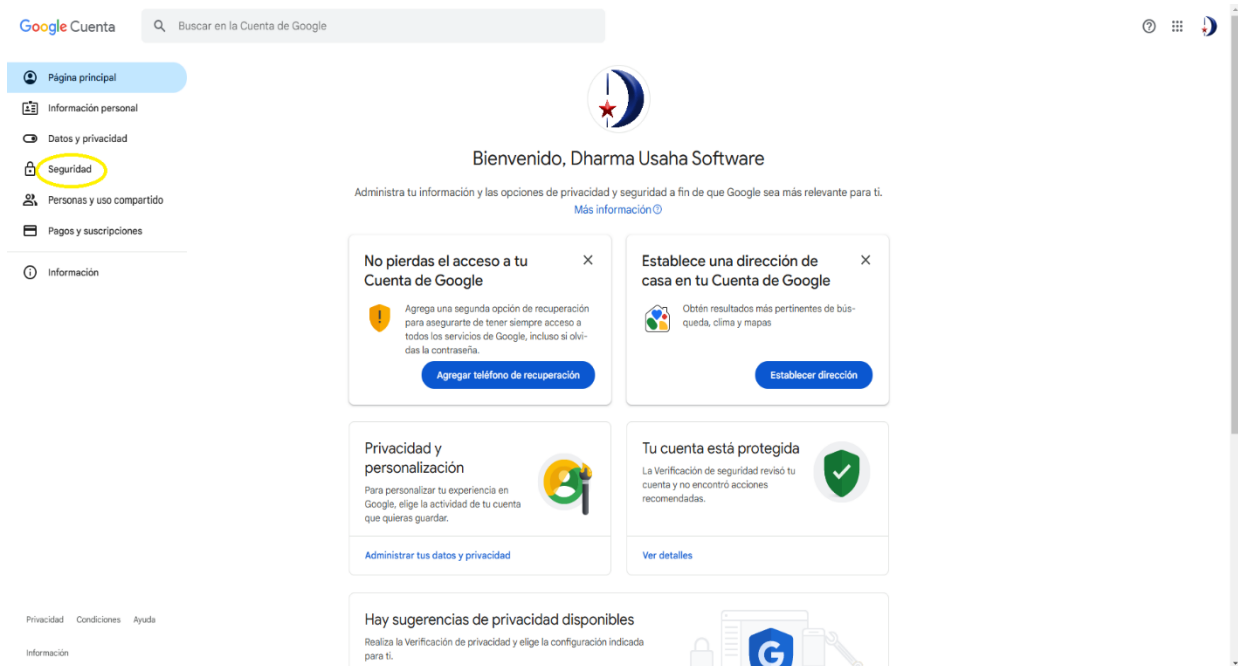 Google Cuenta
Buscar en la Cuenta de Google
Página principal
Información personal
Datos y privacidad
Seguridad
Personas y uso compartido
Pagos y suscripciones
Información
Bienvenido, Dharma Usaha Software
Administra tu información y las opciones de privacidad y seguridad a fin de que Google sea más relevante para ti.
Más información
No pierdas el acceso a tu
Cuenta de Google
Agrega una segunda opción de recuperación
para asegurarte de tener siempre acceso a
todos los servicios de Google, incluso si olvi-
das la contraseña.
Agregar teléfono de recuperación
Establece una dirección de
casa en tu Cuenta de Google
Obtén resultados más pertinentes de bús-
queda, clima y mapas
Establecer dirección
Privacidad y
personalización
Para personalizar tu experiencia en
Google, elige la actividad de tu cuenta
que quieras guardar.
Administrar tus datos y privacidad
Tu cuenta está protegida
La Verificación de seguridad revisó tu
cuenta y no encontró acciones
recomendadas.
Ver detalles
Hay sugerencias de privacidad disponibles
Realiza la Verificación de privacidad y elige la configuración indicada
para ti.
G
Privacidad Condiciones Ayuda
Información